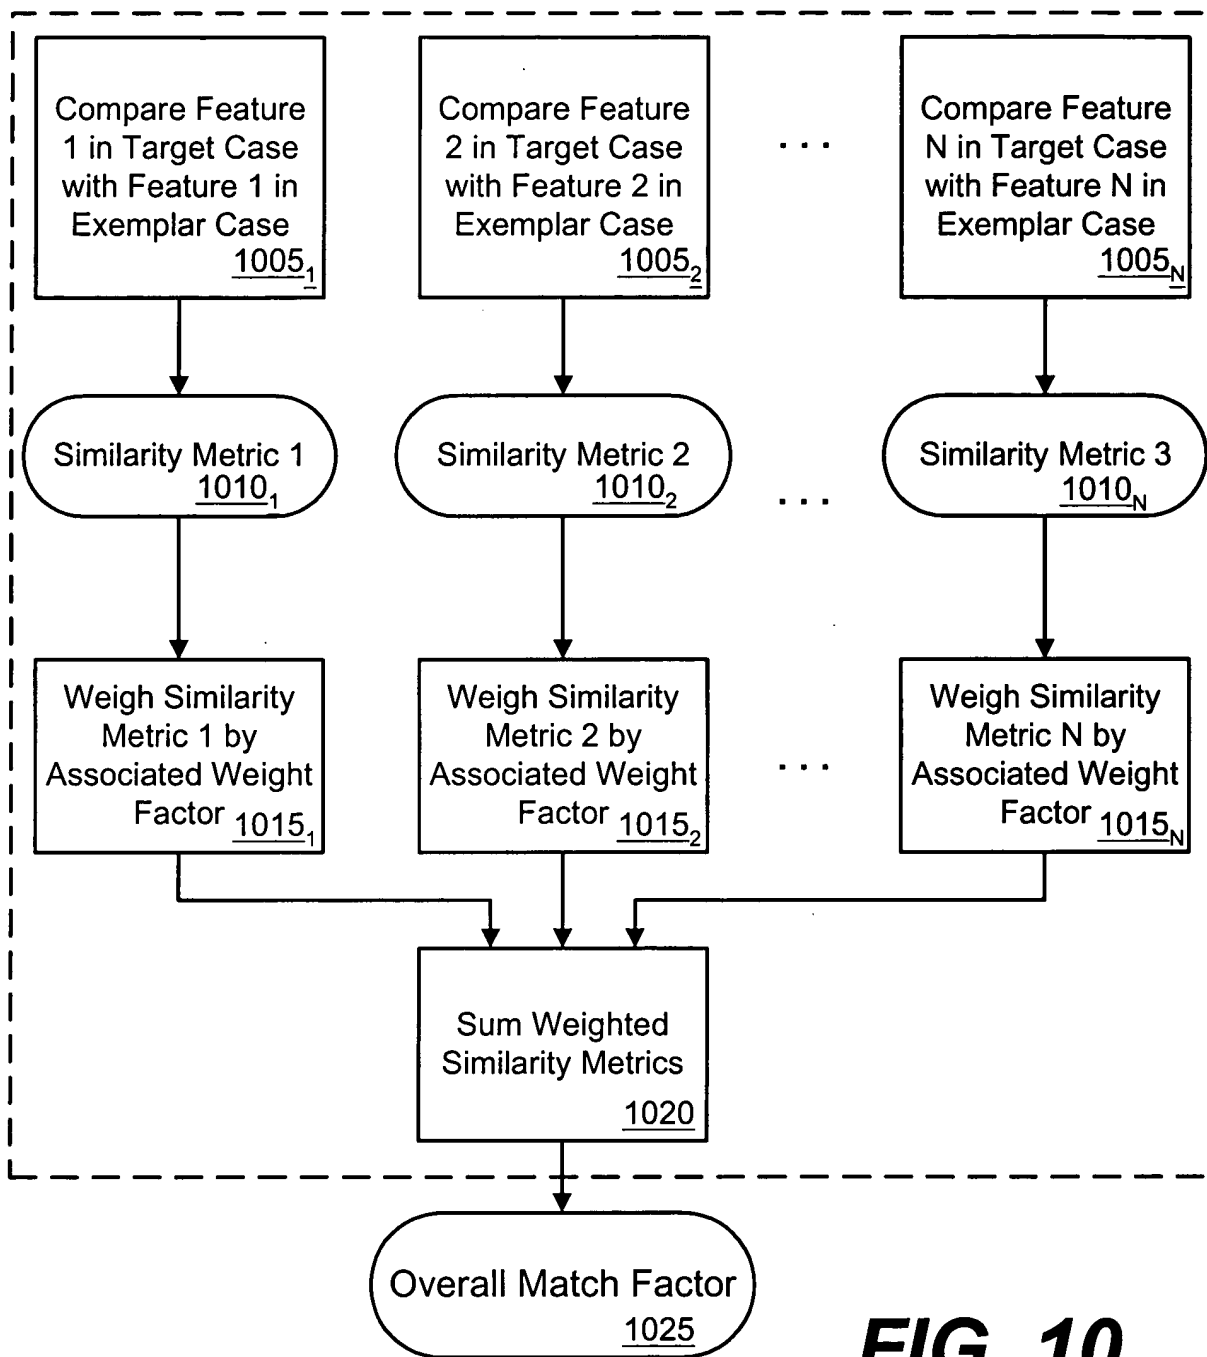 Compare Feature
1 in Target Case
with Feature 1 in
Exemplar Case
1005₁
Compare Feature
2 in Target Case
with Feature 2 in
Exemplar Case
1005₂
. . .
Compare Feature
N in Target Case
with Feature N in
Exemplar Case
1005N
Similarity Metric 1
1010₁
Similarity Metric 2
1010₂
. . .
Similarity Metric 3
1010N
Weigh Similarity
Metric 1 by
Associated Weight
Factor 1015₁
Weigh Similarity
Metric 2 by
Associated Weight
Factor 1015₂
. . .
Weigh Similarity
Metric N by
Associated Weight
Factor 1015N
Sum Weighted
Similarity Metrics
1020
Overall Match Factor
1025
FIG. 10